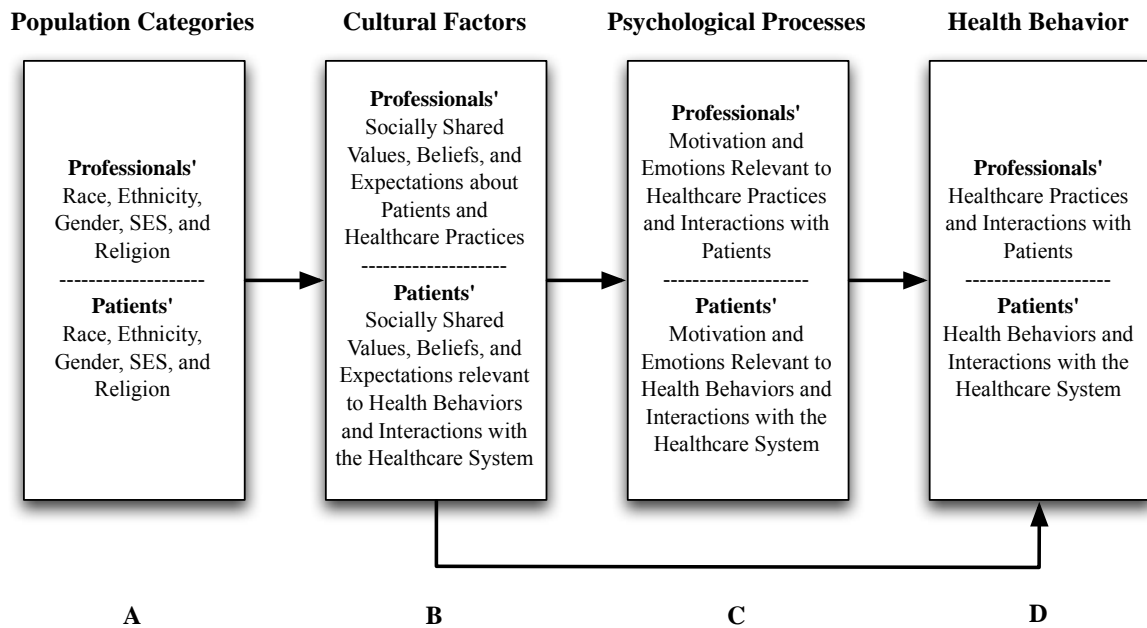 Population Categories
Cultural Factors
Psychological Processes
Health Behavior
Professionals'
Race, Ethnicity,
Gender, SES, and
Religion
---------------------
Patients'
Race, Ethnicity,
Gender, SES, and
Religion
Professionals'
Socially Shared
Values, Beliefs, and
Expectations about
Patients and
Healthcare Practices
---------------------
Patients'
Socially Shared
Values, Beliefs, and
Expectations relevant
to Health Behaviors
and Interactions with
the Healthcare System
Professionals'
Motivation and
Emotions Relevant to
Healthcare Practices
and Interactions with
Patients
---------------------
Patients'
Motivation and
Emotions Relevant to
Health Behaviors and
Interactions with the
Healthcare System
Professionals'
Healthcare Practices
and Interactions with
Patients
---------------------
Patients'
Health Behaviors and
Interactions with the
Healthcare System
A
B
C
D